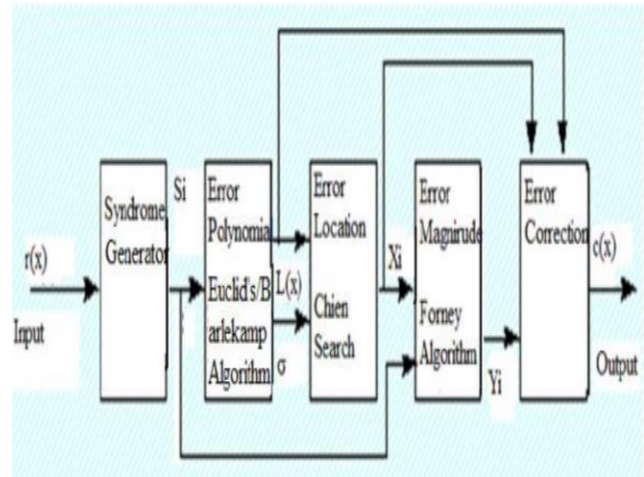 r(x)
Input
Syndrome
Generator
Si
Error
Polynomia
Euclid's/B
arlekamp
Algorithm
L(x)
σ
Error
Location
Chien
Search
Xi
Error
Magnirude
Forney
Algorithm
Yi
Error
Correction
c(x)
Output